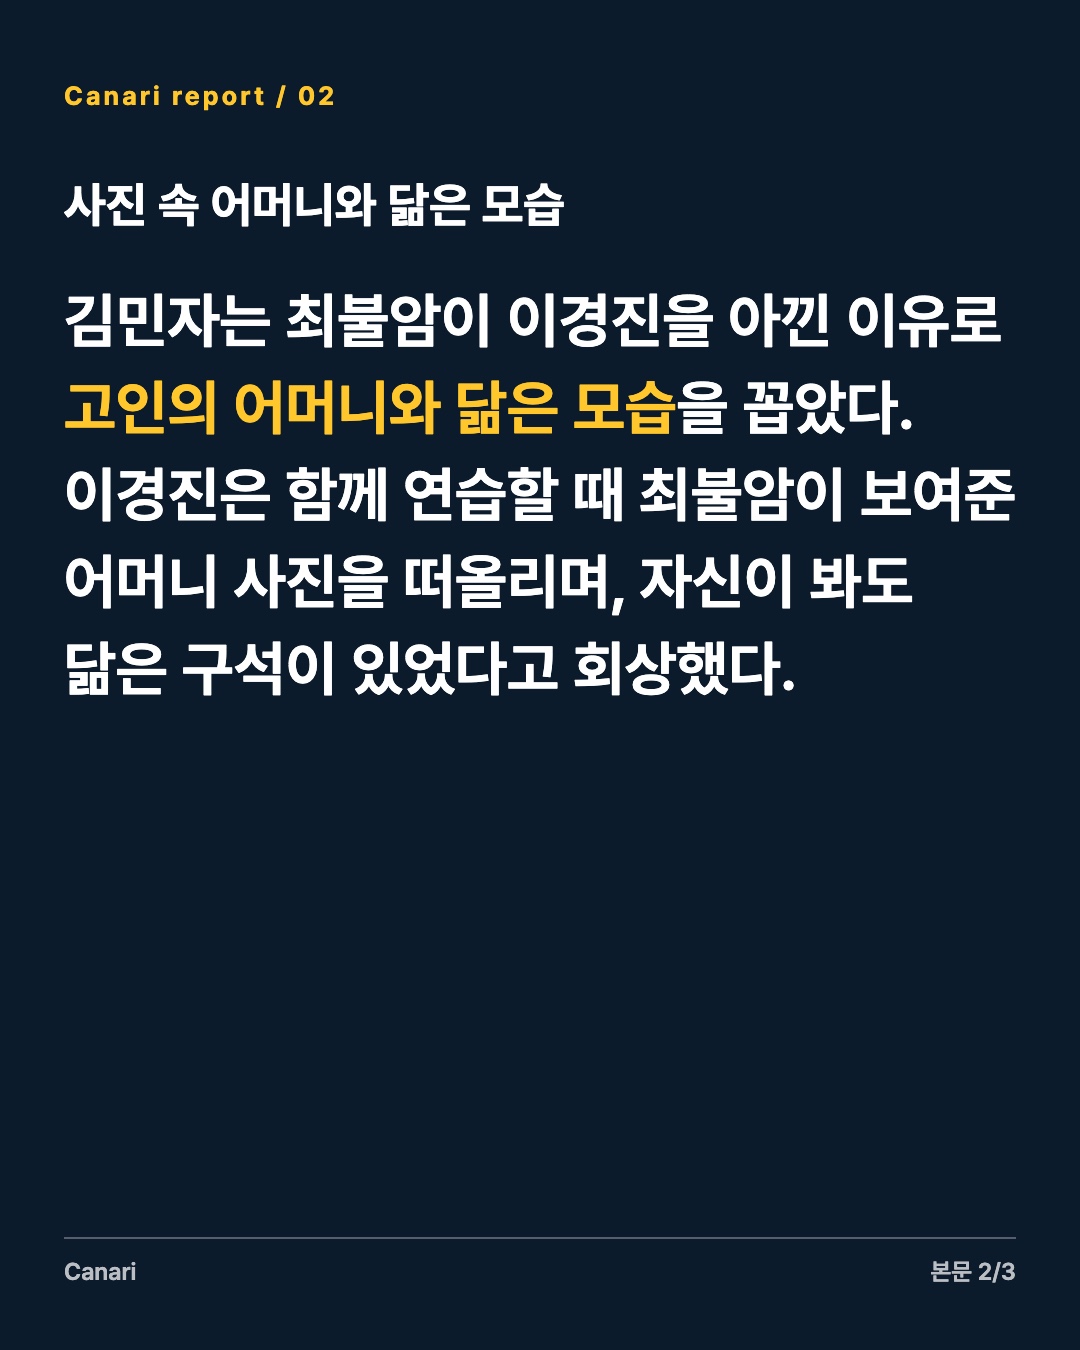 Canari report / 02
사진 속 어머니와 닮은 모습
김민자는 최불암이 이경진을 아낀 이유로
고인의 어머니와 닮은 모습을 꼽았다.
이경진은 함께 연습할 때 최불암이 보여준
어머니 사진을 떠올리며, 자신이 봐도
닮은 구석이 있었다고 회상했다.
Canari
본문 2/3